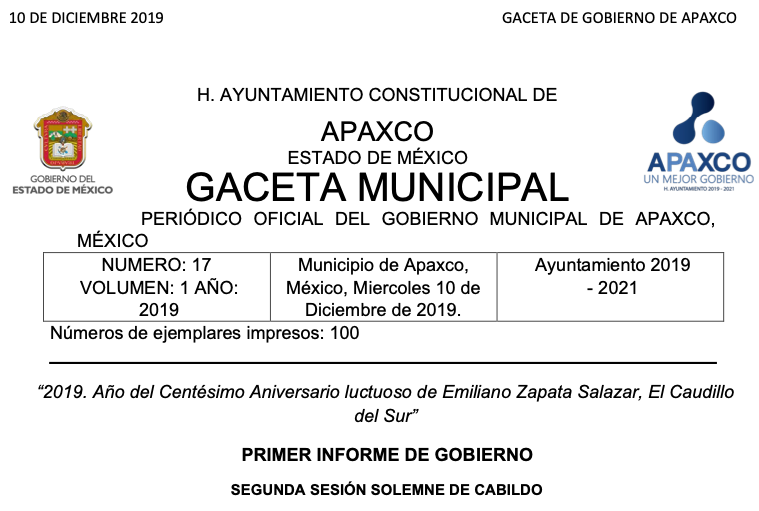 10 DE DICIEMBRE 2019 GACETA DE GOBIERNO DE APAXCO
H. AYUNTAMIENTO CONSTITUCIONAL DE
APAXCO
ESTADO DE MÉXICO
GACETA MUNICIPAL
GOBIERNO DEL
ESTADO DE MÉXICO
APAXCO
UN MEJOR GOBIERNO
H. AYUNTAMIENTO 2019 - 2021
PERIÓDICO OFICIAL DEL GOBIERNO MUNICIPAL DE APAXCO,
MÉXICO
NUMERO: 17
VOLUMEN: 1 AÑO:
2019
Municipio de Apaxco,
México, Miercoles 10 de
Diciembre de 2019.
Ayuntamiento 2019
- 2021
Números de ejemplares impresos: 100
“2019. Año del Centésimo Aniversario luctuoso de Emiliano Zapata Salazar, El Caudillo
del Sur”
PRIMER INFORME DE GOBIERNO
SEGUNDA SESIÓN SOLEMNE DE CABILDO